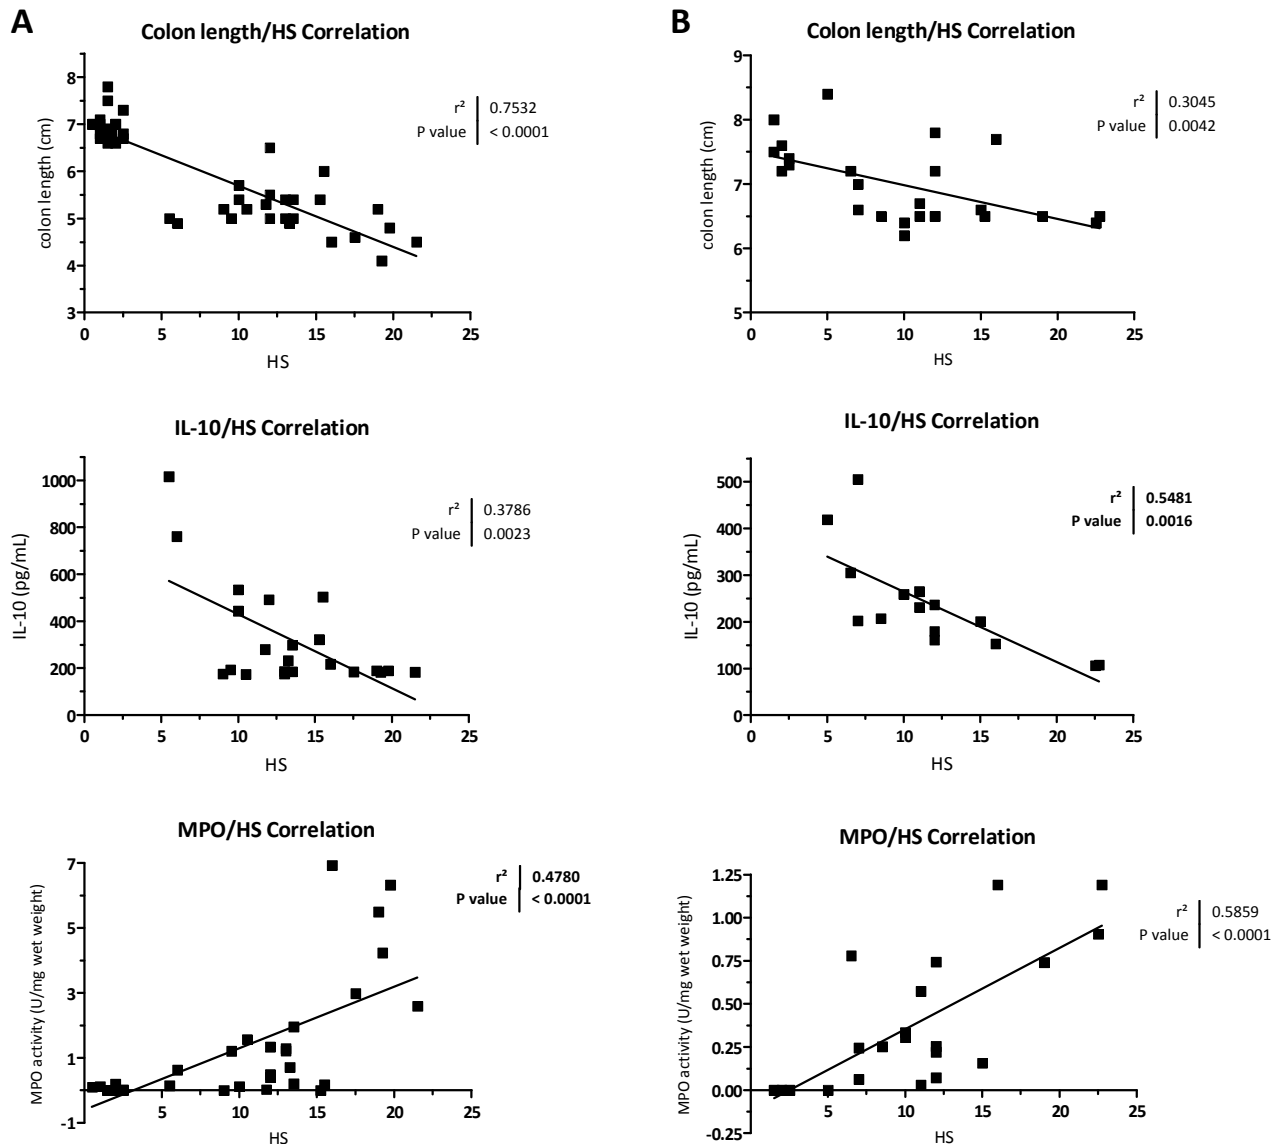 A
Colon length/HS Correlation
r² 0.7532
P value < 0.0001
colon length (cm)
8
7
6
5
4
3
0 5 10 15 20 25
HS
B
Colon length/HS Correlation
r² 0.3045
P value 0.0042
colon length (cm)
9
8
7
6
5
0 5 10 15 20 25
HS
IL-10/HS Correlation
r² 0.3786
P value 0.0023
IL-10 (pg/mL)
1000
800
600
400
200
0
0 5 10 15 20 25
HS
IL-10/HS Correlation
r² 0.5481
P value 0.0016
IL-10 (pg/mL)
500
400
300
200
100
0
0 5 10 15 20 25
HS
MPO/HS Correlation
r² 0.4780
P value < 0.0001
MPO activity (U/mg wet weight)
7
5
3
1
-1
5 10 15 20 25
HS
MPO/HS Correlation
r² 0.5859
P value < 0.0001
MPO activity (U/mg wet weight)
1.25
1.00
0.75
0.50
0.25
0.00
-0.25
5 10 15 20 25
HS